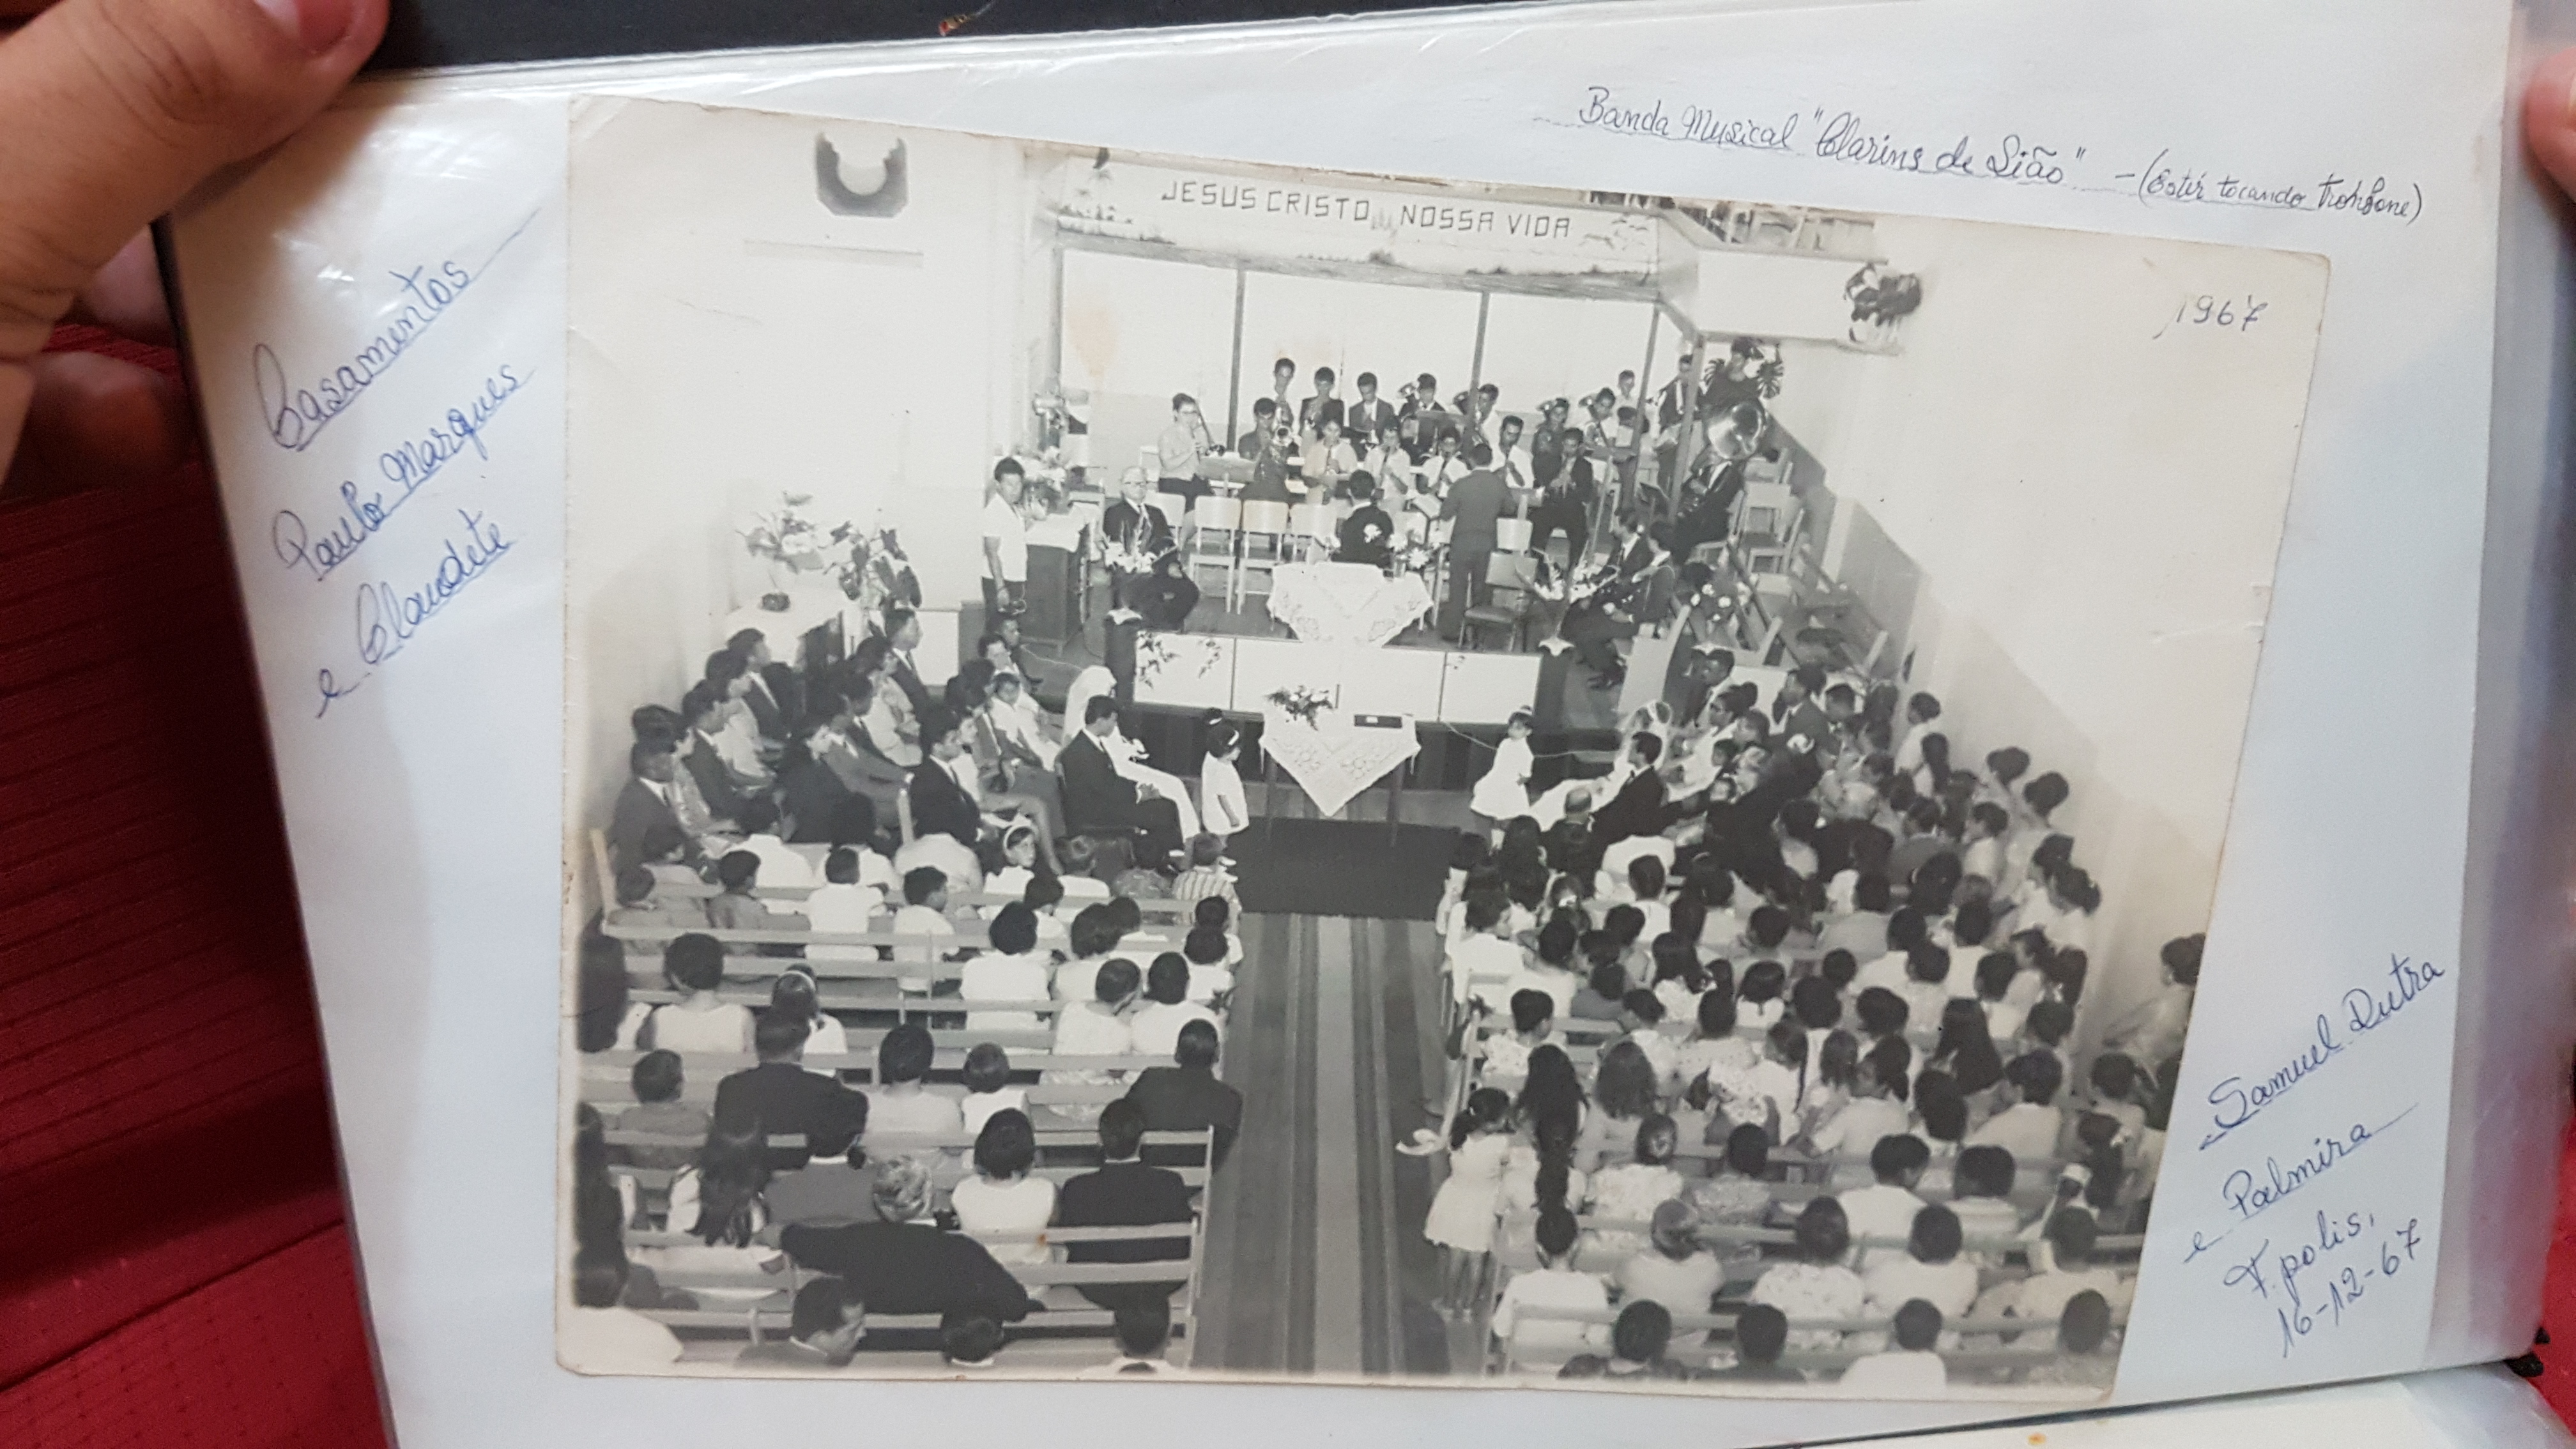 Banda Musical "Clarins de Sião" - (Ester tocando trombone)
JESUS CRISTO, NOSSA VIDA
1967
Casamentos
Paulo Marques
e Claudete
Samuel Dutra
e Palmira
F.polis,
16-12-67